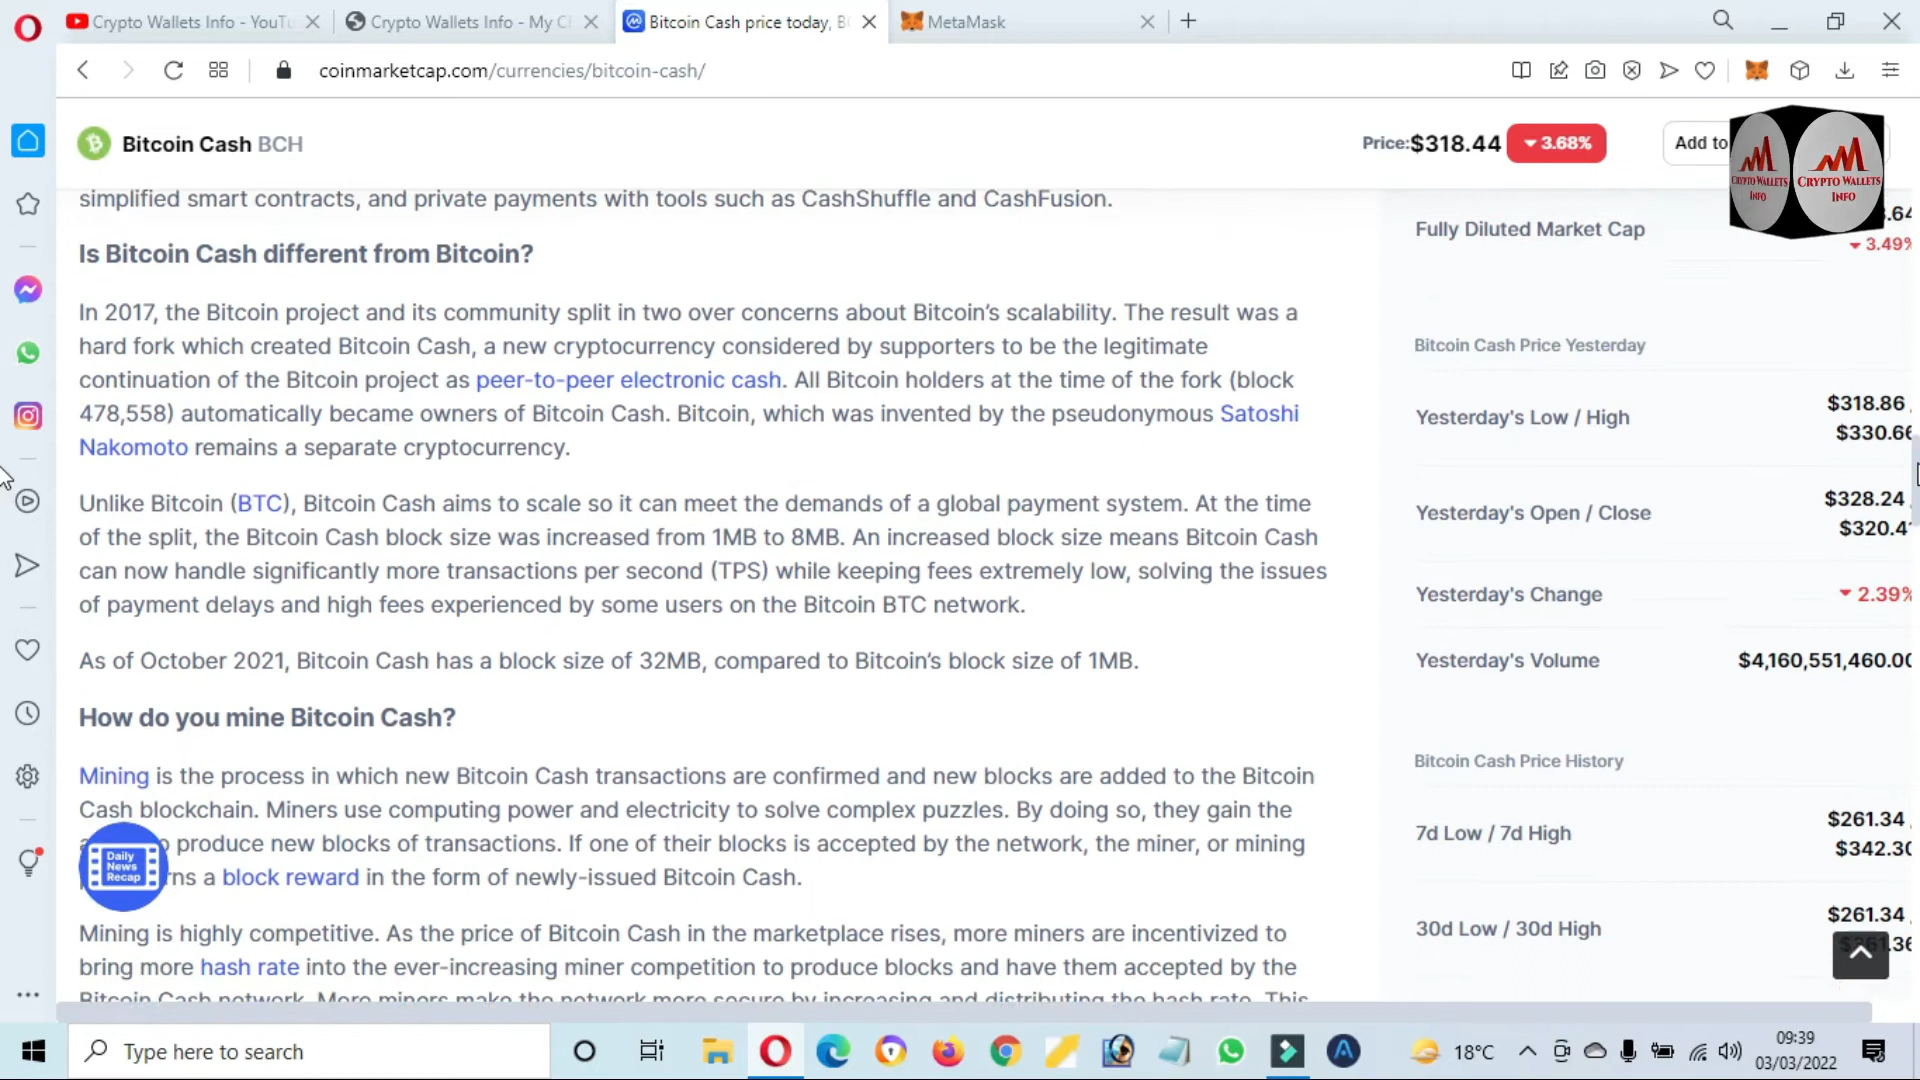 Crypto Wallets Info - YouTu
Crypto Wallets Info - My C
Bitcoin Cash price today, B
MetaMask
coinmarketcap.com/currencies/bitcoin-cash/
Bitcoin Cash BCH
Price:$318.44
3.68%
Add to
CRYPTO WALLETS
INFO
CRYPTO WALLETS
INFO
simplified smart contracts, and private payments with tools such as CashShuffle and CashFusion.
Is Bitcoin Cash different from Bitcoin?
In 2017, the Bitcoin project and its community split in two over concerns about Bitcoin’s scalability. The result was a
hard fork which created Bitcoin Cash, a new cryptocurrency considered by supporters to be the legitimate
continuation of the Bitcoin project as peer-to-peer electronic cash. All Bitcoin holders at the time of the fork (block
478,558) automatically became owners of Bitcoin Cash. Bitcoin, which was invented by the pseudonymous Satoshi
Nakomoto remains a separate cryptocurrency.
Unlike Bitcoin (BTC), Bitcoin Cash aims to scale so it can meet the demands of a global payment system. At the time
of the split, the Bitcoin Cash block size was increased from 1MB to 8MB. An increased block size means Bitcoin Cash
can now handle significantly more transactions per second (TPS) while keeping fees extremely low, solving the issues
of payment delays and high fees experienced by some users on the Bitcoin BTC network.
As of October 2021, Bitcoin Cash has a block size of 32MB, compared to Bitcoin’s block size of 1MB.
How do you mine Bitcoin Cash?
Mining is the process in which new Bitcoin Cash transactions are confirmed and new blocks are added to the Bitcoin
Cash blockchain. Miners use computing power and electricity to solve complex puzzles. By doing so, they gain the
produce new blocks of transactions. If one of their blocks is accepted by the network, the miner, or mining
rns a block reward in the form of newly-issued Bitcoin Cash.
Mining is highly competitive. As the price of Bitcoin Cash in the marketplace rises, more miners are incentivized to
bring more hash rate into the ever-increasing miner competition to produce blocks and have them accepted by the
Bitcoin Cash network. More miners make the network more secure by increasing and distributing the hash rate. This
Daily
News
Recap
Fully Diluted Market Cap
3.49%
Bitcoin Cash Price Yesterday
Yesterday's Low / High
$318.86 /
$330.66
Yesterday's Open / Close
$328.24 /
$320.41
Yesterday's Change
2.39%
Yesterday's Volume
$4,160,551,460.00
Bitcoin Cash Price History
7d Low / 7d High
$261.34 /
$342.30
30d Low / 30d High
$261.34 /
Type here to search
18°C
09:39
03/03/2022